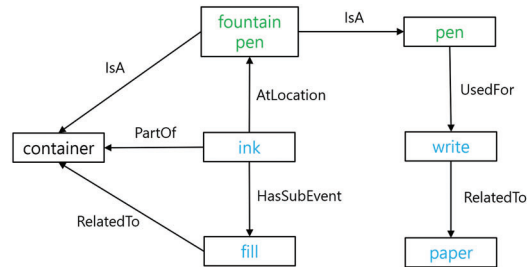 fountain
pen
IsA
pen
IsA
AtLocation
UsedFor
PartOf
container
ink
write
HasSubEvent
RelatedTo
RelatedTo
fill
paper